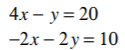 4x − y = 20
−2x − 2y = 10